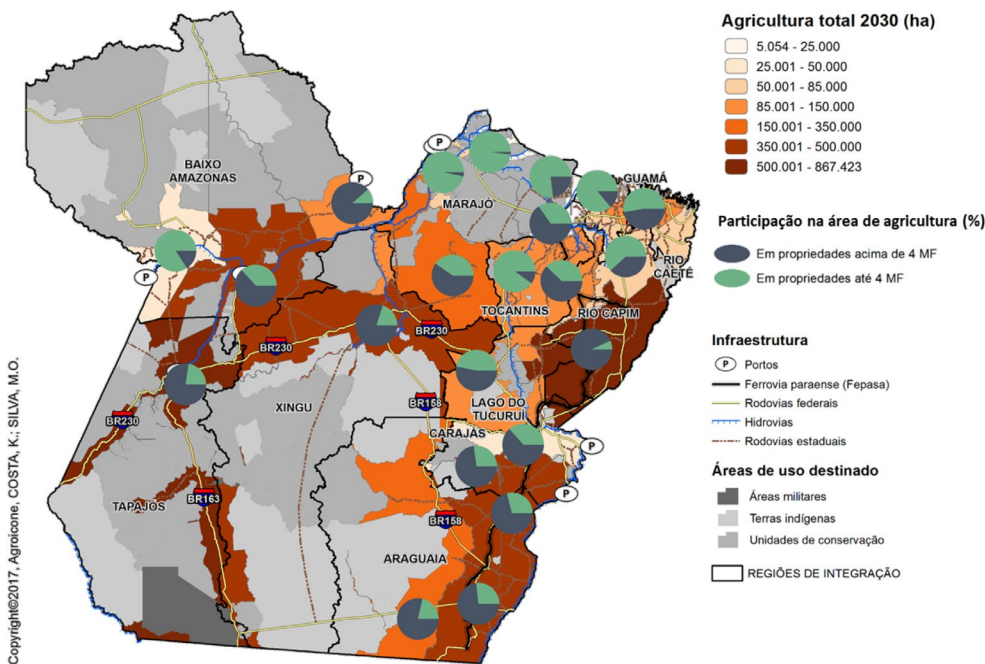 Agricultura total 2030 (ha)
5.054 - 25.000
25.001 - 50.000
50.001 - 85.000
85.001 - 150.000
150.001 - 350.000
350.001 - 500.000
500.001 - 867.423
Participação na área de agricultura (%)
Em propriedades acima de 4 MF
Em propriedades até 4 MF
Infraestrutura
P Portos
Ferrovia paraense (Fepasa)
Rodovias federais
Hidrovias
Rodovias estaduais
Áreas de uso destinado
Áreas militares
Terras indígenas
Unidades de conservação
REGIÕES DE INTEGRAÇÃO
P
P
BAIXO
AMAZONAS
MARAJÓ
GUAMÁ
P
RIO
CAETÉ
TOCANTINS
RIO CAPIM
BR230
BR230
XINGU
BR158
LAGO DO
TUCURUÍ
BR230
CARAJÁS
P
P
TAPAJÓS
BR163
BR158
ARAGUAIA
Copyright©2017, Agroicone, COSTA, K.; SILVA, M.O.